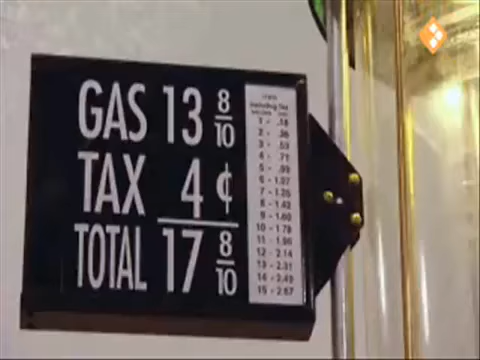 GAS 13 8/10
TAX 4 ¢
TOTAL 17 8/10
Including Tax
1 - .18
2 - .36
3 - .53
4 - .71
5 - .89
6 - 1.07
7 - 1.25
8 - 1.42
9 - 1.60
10 - 1.78
11 - 1.96
12 - 2.14
13 - 2.31
14 - 2.49
15 - 2.67